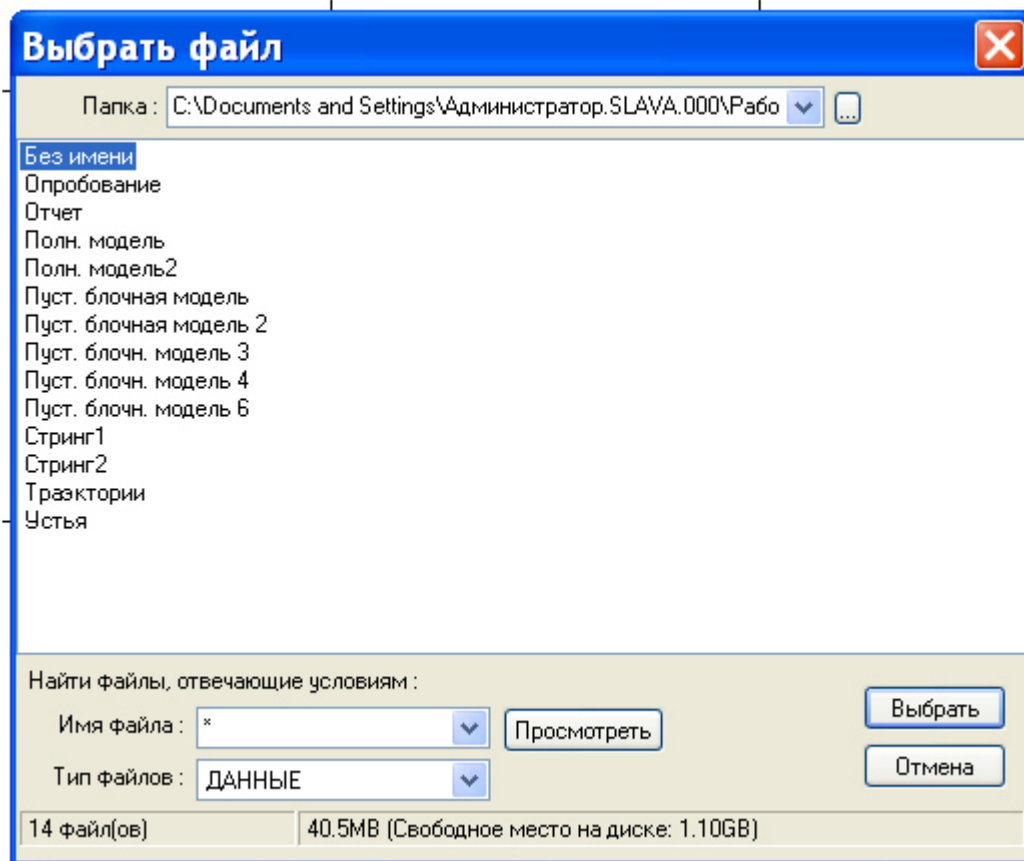 Выбрать файл
Папка : C:\Documents and Settings\Администратор.SLAVA.000\Рабо ...
Без имени
Опробование
Отчет
Полн. модель
Полн. модель2
Пуст. блочная модель
Пуст. блочная модель 2
Пуст. блочн. модель 3
Пуст. блочн. модель 4
Пуст. блочн. модель 6
Стринг1
Стринг2
Траэктории
Устья
Найти файлы, отвечающие условиям :
Имя файла : * Просмотреть
Выбрать
Тип файлов : ДАННЫЕ
Отмена
14 файл(ов) 40.5MB (Свободное место на диске: 1.10GB)